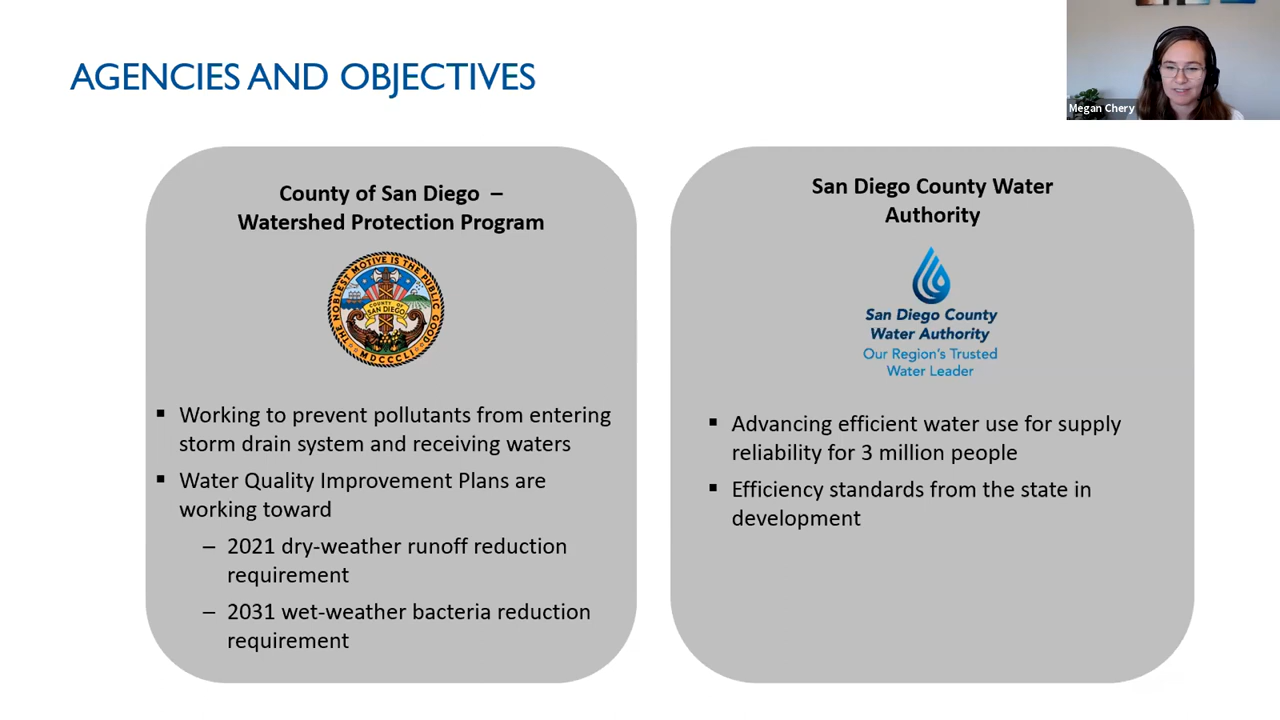 AGENCIES AND OBJECTIVES
Megan Chery
County of San Diego –
Watershed Protection Program
THE NOBLEST MOTIVE IS THE PUBLIC GOOD
COUNTY OF
SAN DIEGO
MDCCCLI
▪ Working to prevent pollutants from entering
storm drain system and receiving waters
▪ Water Quality Improvement Plans are
working toward
– 2021 dry-weather runoff reduction
requirement
– 2031 wet-weather bacteria reduction
requirement
San Diego County Water
Authority
San Diego County
Water Authority
Our Region's Trusted
Water Leader
▪ Advancing efficient water use for supply
reliability for 3 million people
▪ Efficiency standards from the state in
development